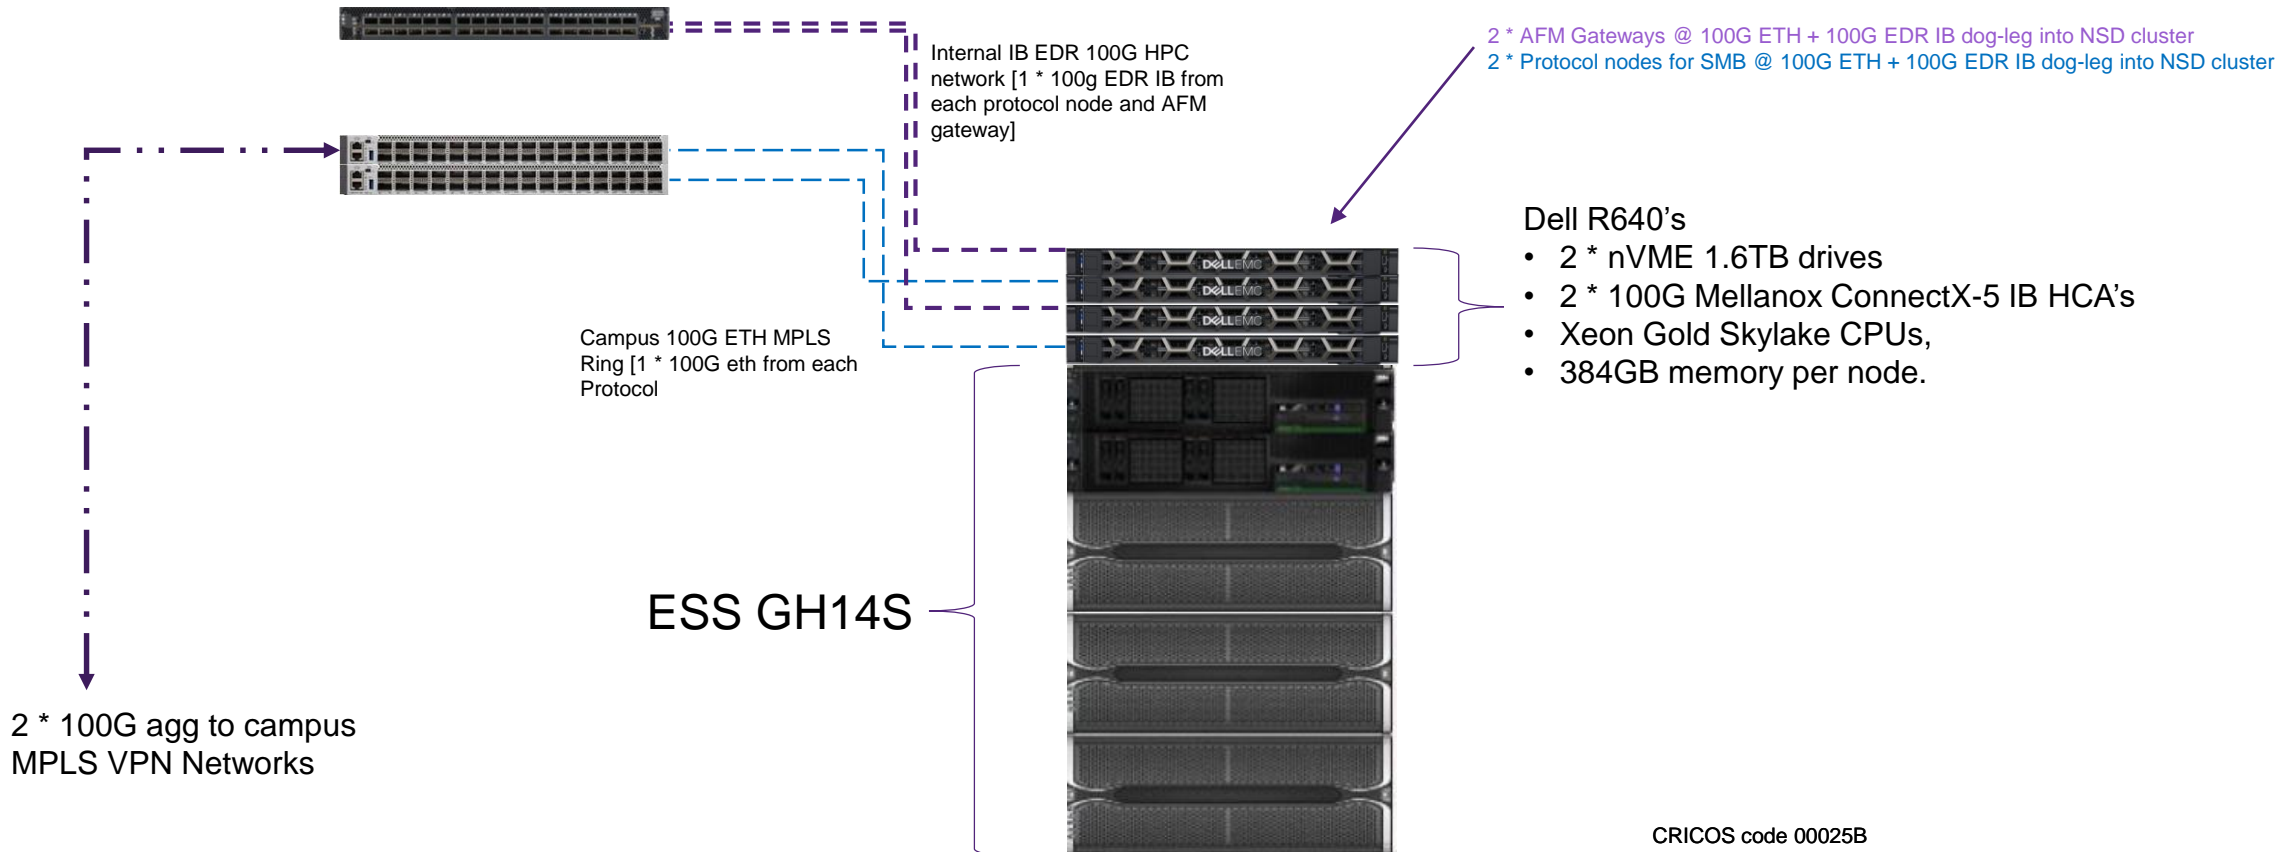 2 * AFM Gateways @ 100G ETH + 100G EDR IB dog-leg into NSD cluster
2 * Protocol nodes for SMB @ 100G ETH + 100G EDR IB dog-leg into NSD cluster
Internal IB EDR 100G HPC
network [1 * 100g EDR IB from
each protocol node and AFM
gateway]
Dell R640’s
• 2 * nVME 1.6TB drives
• 2 * 100G Mellanox ConnectX-5 IB HCA’s
• Xeon Gold Skylake CPUs,
• 384GB memory per node.
DELLEMC
DELLEMC
DELLEMC
DELLEMC
Campus 100G ETH MPLS
Ring [1 * 100G eth from each
Protocol
ESS GH14S
2 * 100G agg to campus
MPLS VPN Networks
CRICOS code 00025B